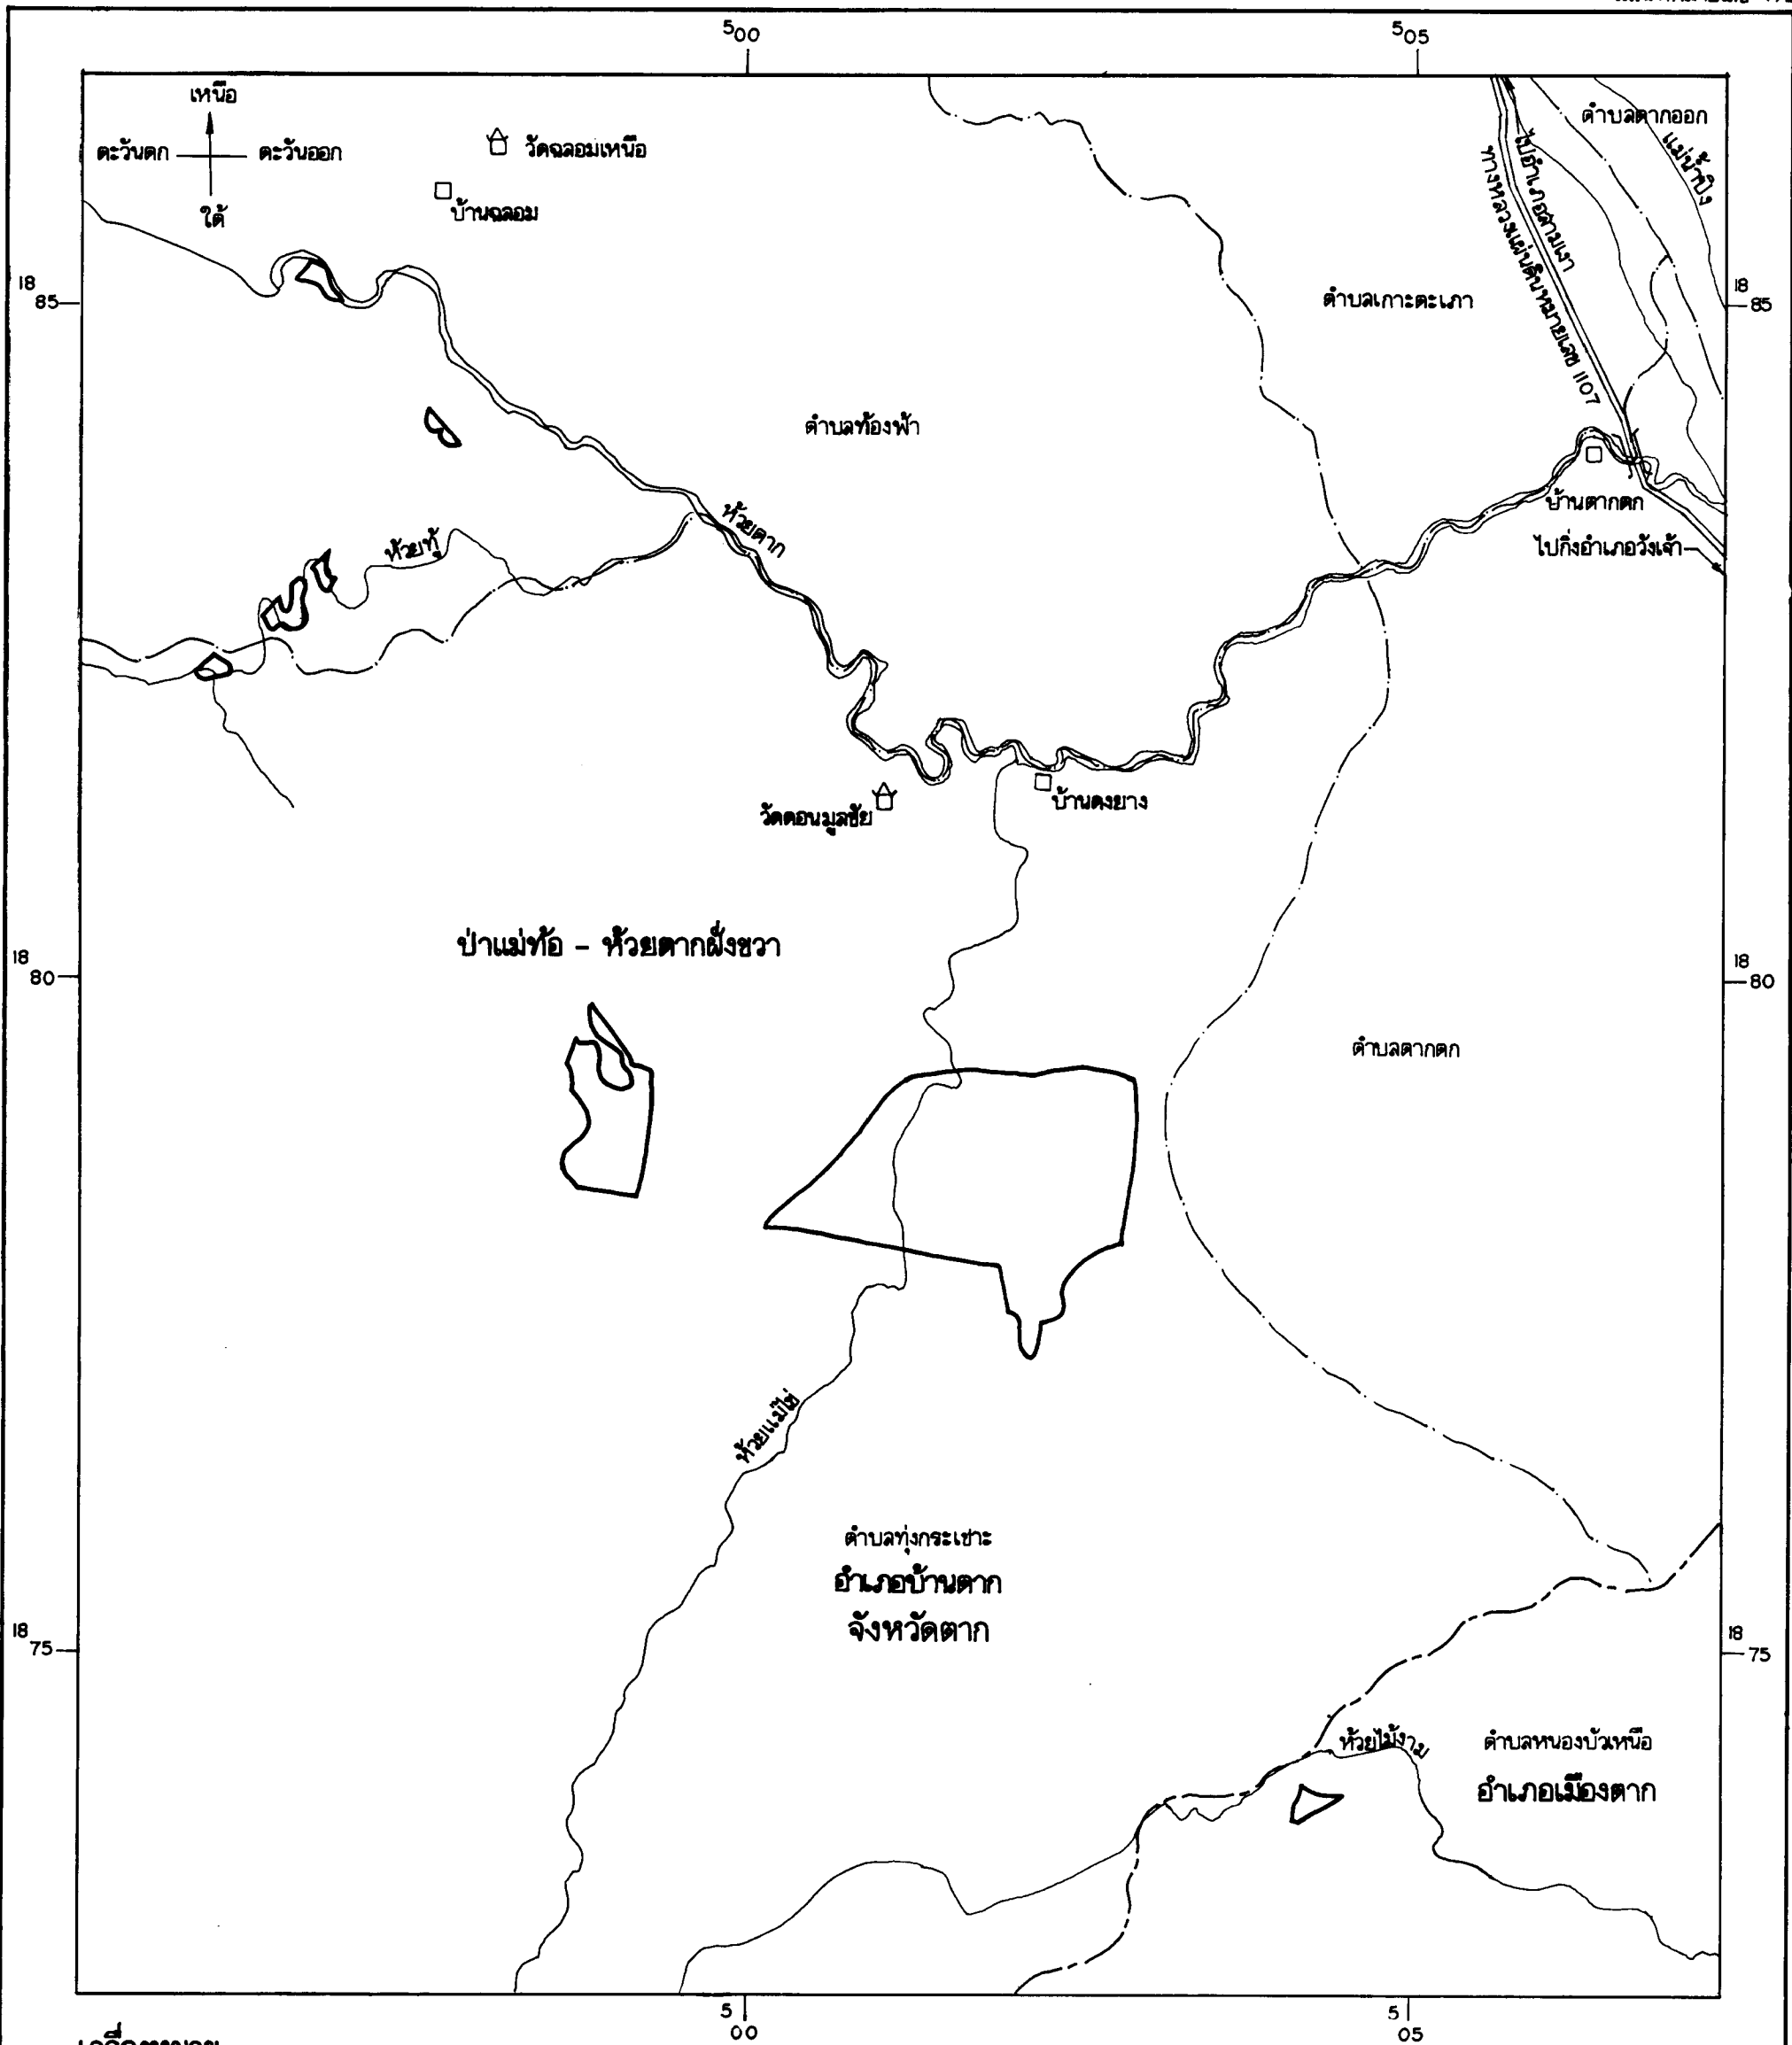 500
505
เหนือ
ตะวันตก
ตะวันออก
ใต้
วัดฉลอมเหนือ
บ้านฉลอม
ตำบลตากออก
แม่น้ำปิง
ไปอำเภอสามเงา
ทางหลวงแผ่นดินหมายเลข 1107
18
85
18
85
ตำบลเกาะตะเภา
ตำบลท้องฟ้า
ห้วยตาก
ห้วยทู้
บ้านตากตก
ไปกิ่งอำเภอวังเจ้า
วัดดอนมูลชัย
บ้านดงยาง
ป่าแม่ท้อ - ห้วยตากฝั่งขวา
18
80
18
80
ตำบลตากตก
ห้วยแม่ไข่
ตำบลทุ่งกระเชาะ
อำเภอบ้านตาก
จังหวัดตาก
18
75
18
75
ห้วยไม้งาม
ตำบลหนองบัวเหนือ
อำเภอเมืองตาก
5
00
5
05